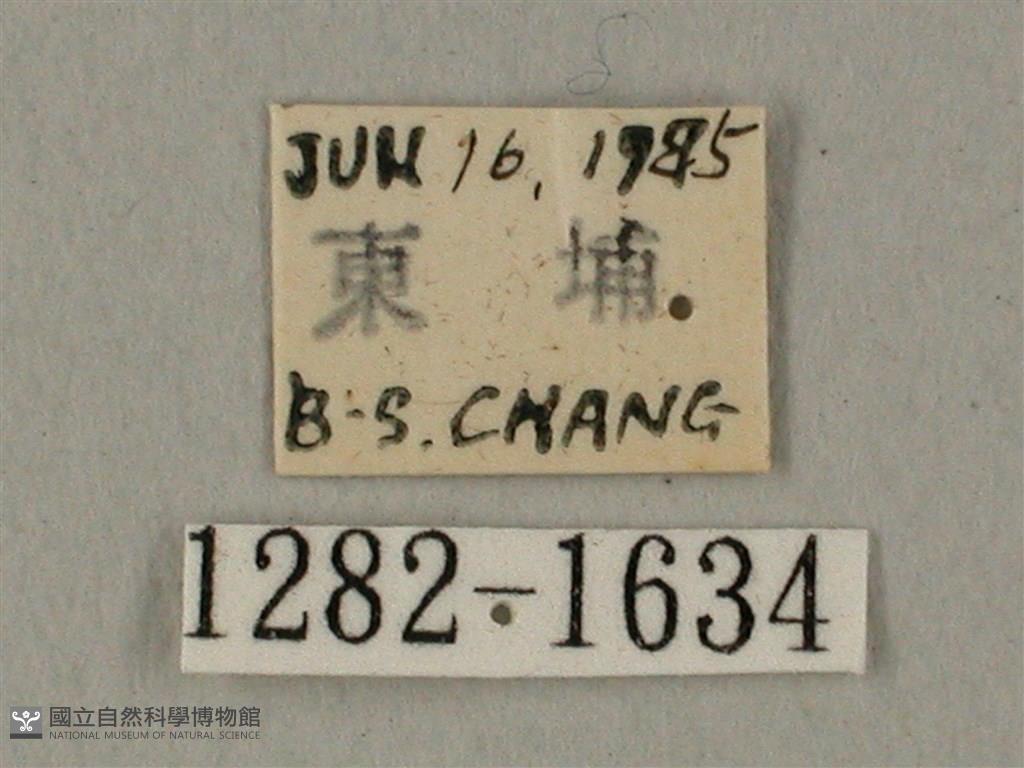 JUN 16, 1985
東 埔
B-S. CHANG
1282-1634
國立自然科學博物館
NATIONAL MUSEUM OF NATURAL SCIENCE